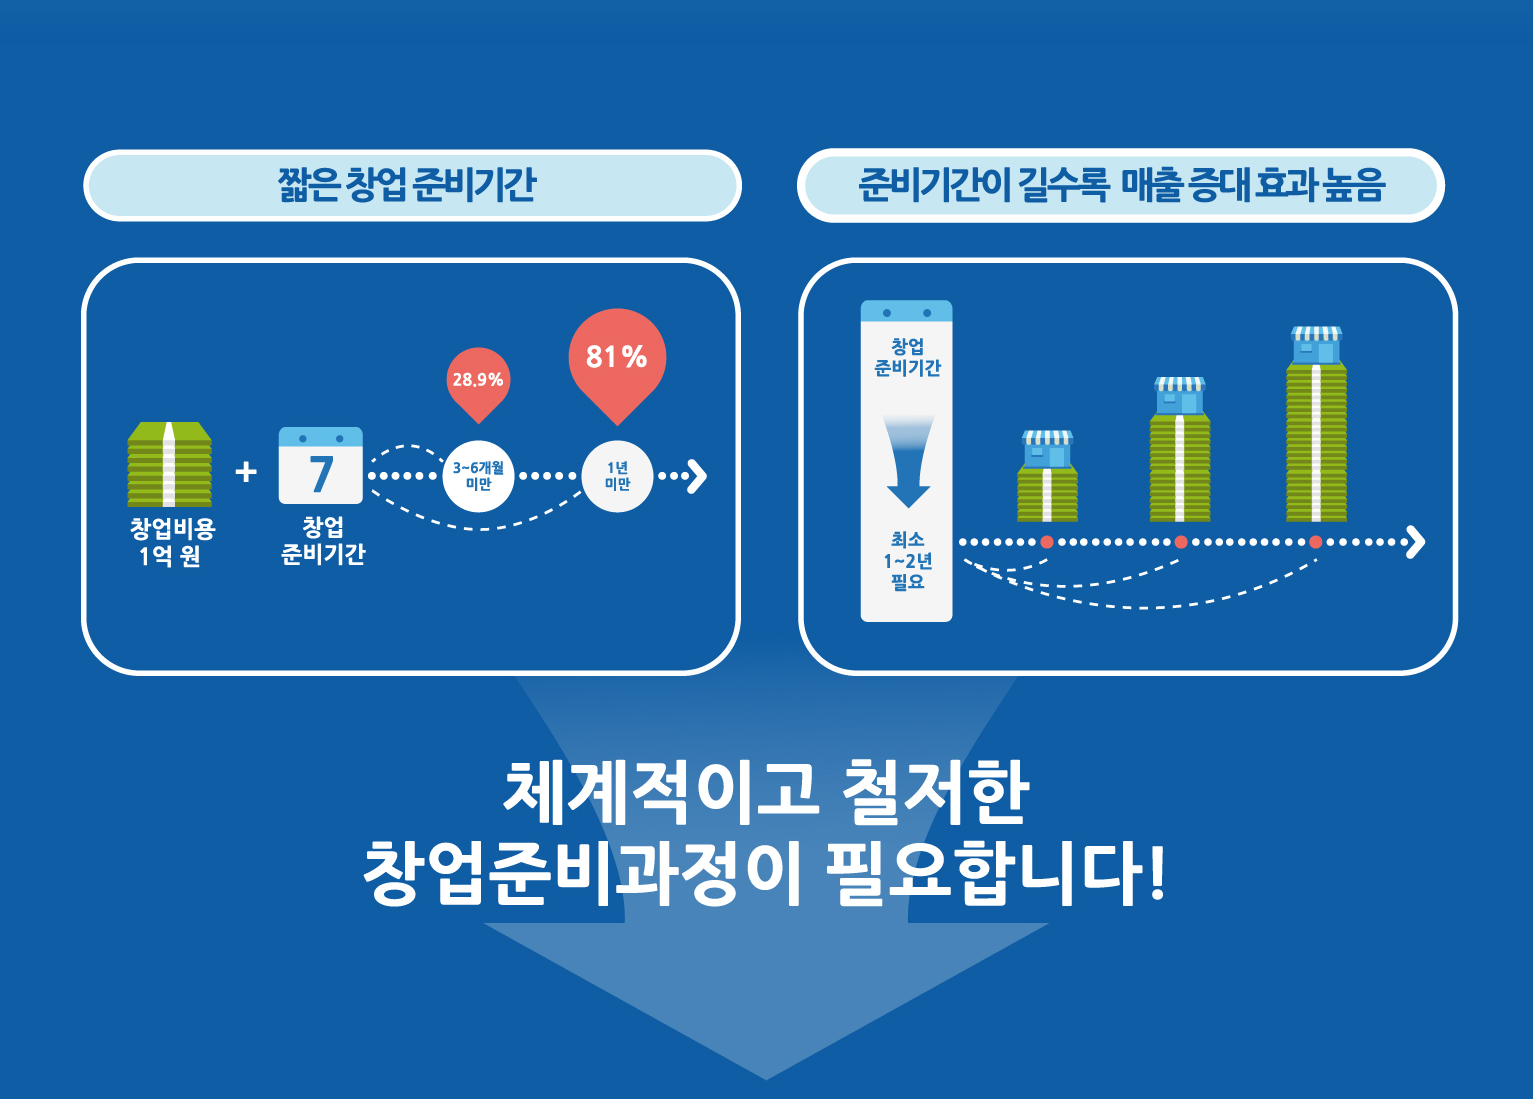 짧은 창업 준비기간
28.9%
81%
7
3~6개월
미만
1년
미만
+
창업비용
1억 원
창업
준비기간
준비기간이 길수록 매출 증대 효과 높음
창업
준비기간
최소
1~2년
필요
체계적이고 철저한
창업준비과정이 필요합니다!